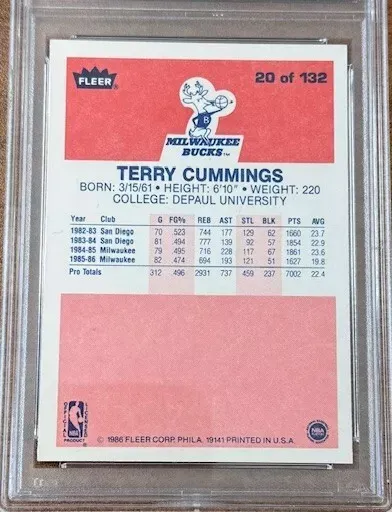 FLEER
20 of 132
B
MILWAUKEE
BUCKS
TERRY CUMMINGS
BORN: 3/15/61 • HEIGHT: 6'10" • WEIGHT: 220
COLLEGE: DEPAUL UNIVERSITY
Year Club G FG% REB AST STL BLK PTS AVG
1982-83 San Diego 70 .523 744 177 129 62 1660 23.7
1983-84 San Diego 81 .494 777 139 92 57 1854 22.9
1984-85 Milwaukee 79 .495 716 228 117 67 1861 23.6
1985-86 Milwaukee 82 .474 694 193 121 51 1627 19.8
Pro Totals 312 .496 2931 737 459 237 7002 22.4
OFFICIAL LICENSED
PRODUCT
NBA
© 1986 FLEER CORP. PHILA. 19141 PRINTED IN U.S.A.